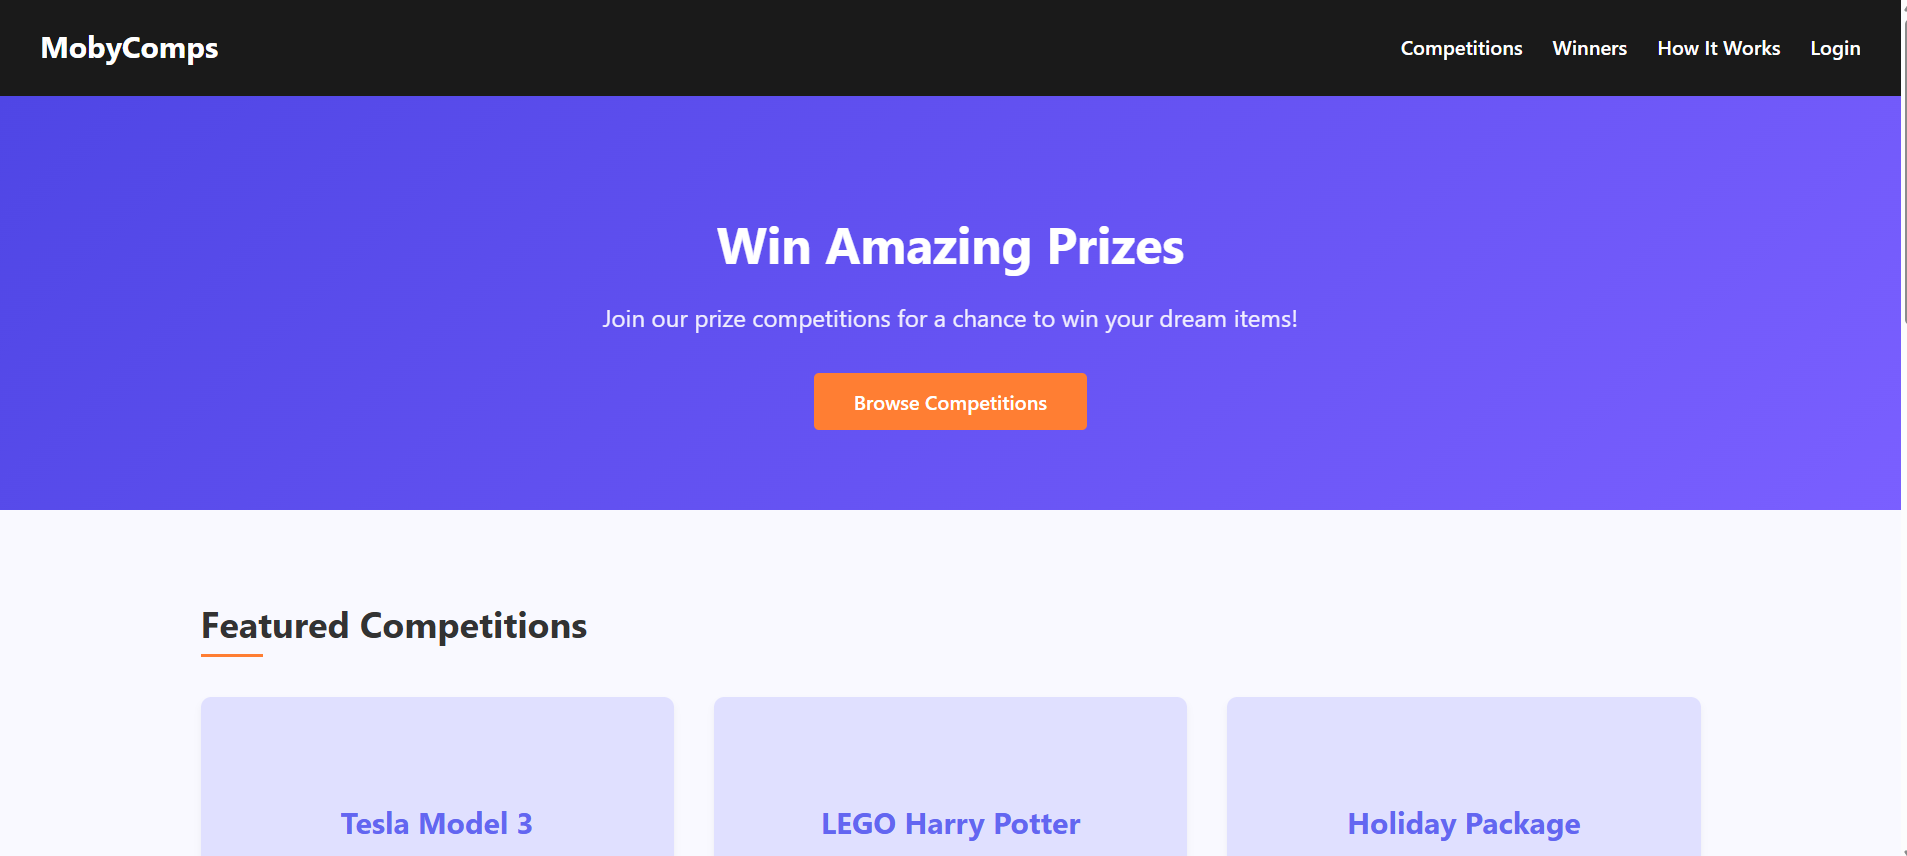 MobyComps
Competitions Winners How It Works Login
Win Amazing Prizes
Join our prize competitions for a chance to win your dream items!
Browse Competitions
Featured Competitions
Tesla Model 3
LEGO Harry Potter
Holiday Package